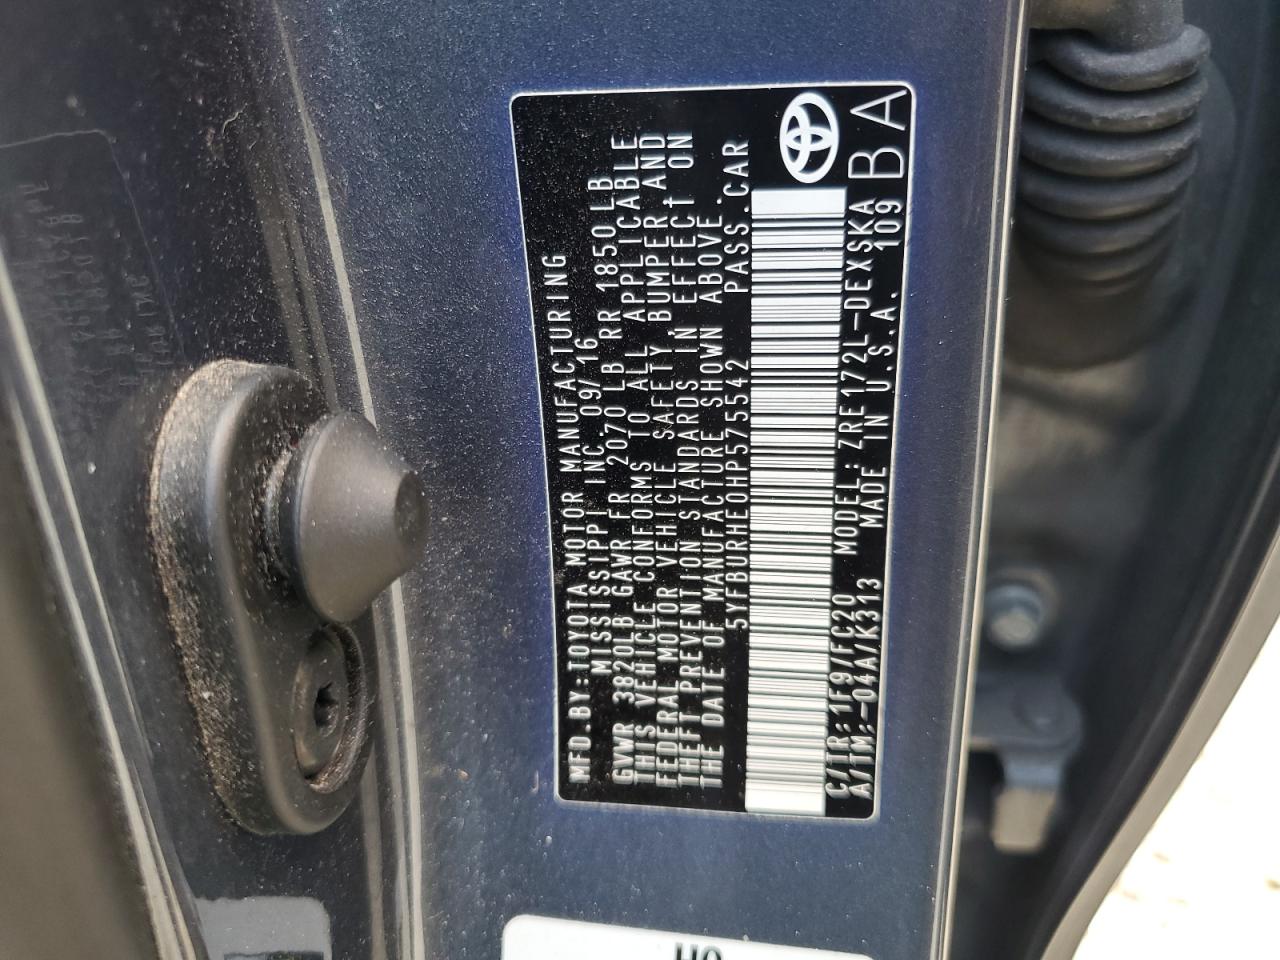 MFD.BY:TOYOTA MOTOR MANUFACTURING
MISSISSIPPI INC.09/16
GVWR 3820LB GAWR FR 2070LB RR 1850LB
THIS VEHICLE CONFORMS TO ALL APPLICABLE
FEDERAL MOTOR VEHICLE SAFETY,BUMPER,AND
THEFT PREVENTION STANDARDS IN EFFECT ON
THE DATE OF MANUFACTURE SHOWN ABOVE.
5YFBURHE0HP575542 PASS.CAR
C/TR:1F9/FC20 MODEL:ZRE172L-DEXSKA
A/TM:-04A/K313 MADE IN U.S.A. 109
BA